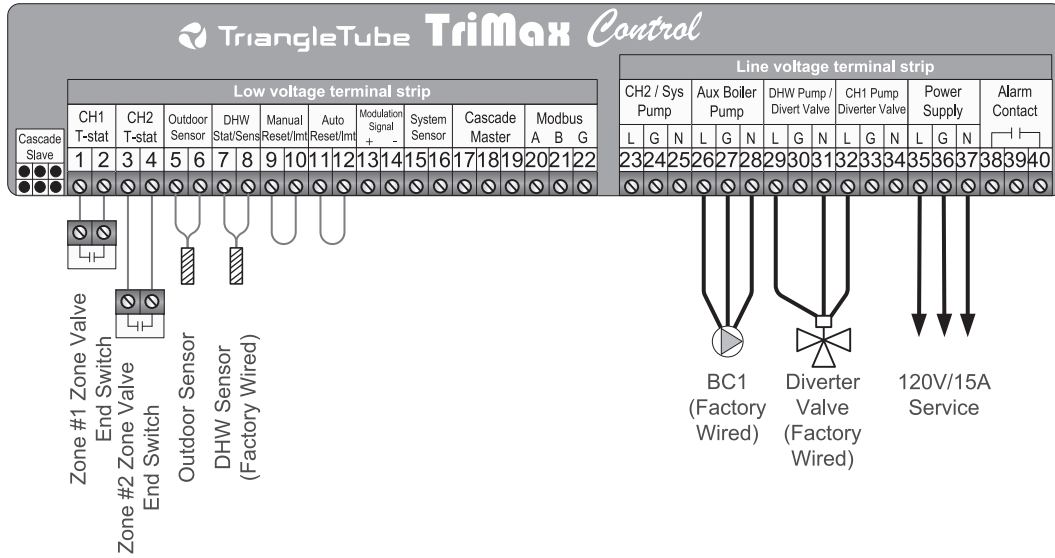 TriangleTube TriMax Control
Low voltage terminal strip
Line voltage terminal strip
Cascade
Slave
CH1
T-stat
CH2
T-stat
Outdoor
Sensor
DHW
Stat/Sens
Manual
Reset/lmt
Auto
Reset/lmt
Modulation
Signal
+ -
System
Sensor
Cascade
Master
Modbus
A B G
CH2 / Sys
Pump
L G N
Aux Boiler
Pump
L G N
DHW Pump /
Divert Valve
L G N
CH1 Pump
Diverter Valve
L G N
Power
Supply
L G N
Alarm
Contact
1 2 3 4 5 6 7 8 9 10 11 12 13 14 15 16 17 18 19 20 21 22
23 24 25 26 27 28 29 30 31 32 33 34 35 36 37 38 39 40
Zone #1 Zone Valve
End Switch
Zone #2 Zone Valve
End Switch
Outdoor Sensor
DHW Sensor
(Factory Wired)
BC1
(Factory
Wired)
Diverter
Valve
(Factory
Wired)
120V/15A
Service